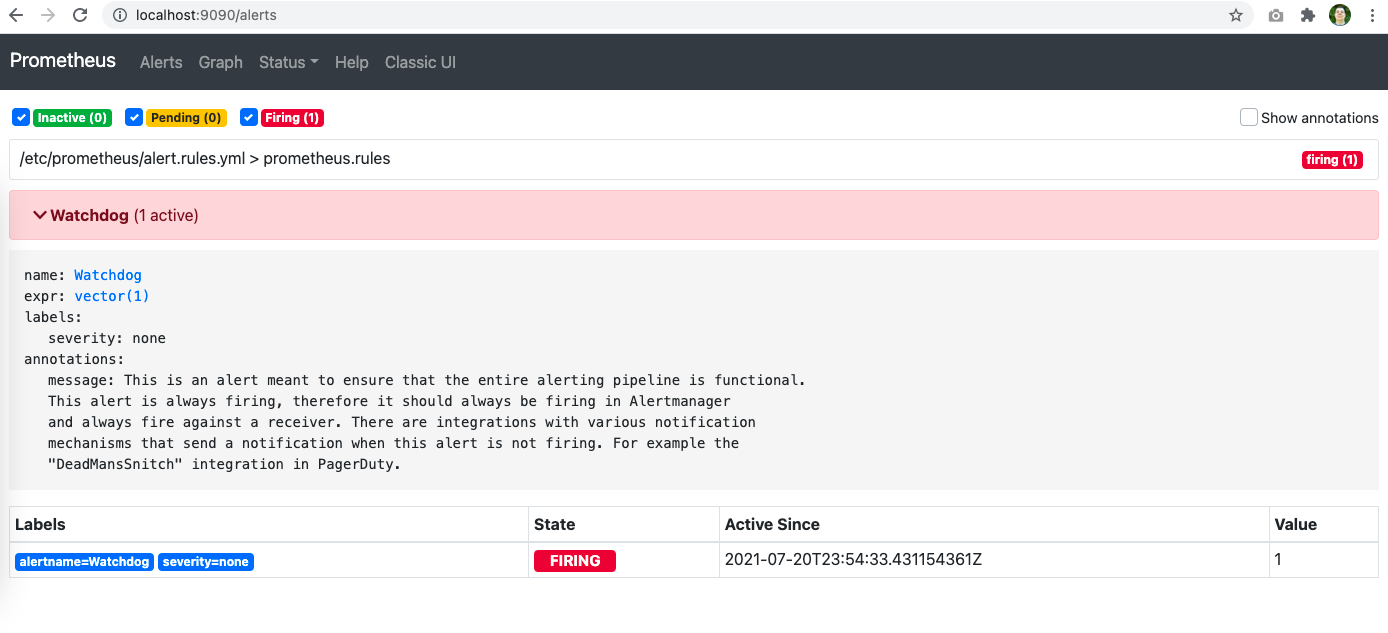 localhost:9090/alerts
Prometheus Alerts Graph Status Help Classic UI
Inactive (0) Pending (0) Firing (1) Show annotations
/etc/prometheus/alert.rules.yml > prometheus.rules firing (1)
Watchdog (1 active)
name: Watchdog
expr: vector(1)
labels:
severity: none
annotations:
message: This is an alert meant to ensure that the entire alerting pipeline is functional.
This alert is always firing, therefore it should always be firing in Alertmanager
and always fire against a receiver. There are integrations with various notification
mechanisms that send a notification when this alert is not firing. For example the
"DeadMansSnitch" integration in PagerDuty.
Labels State Active Since Value
alertname=Watchdog severity=none FIRING 2021-07-20T23:54:33.431154361Z 1